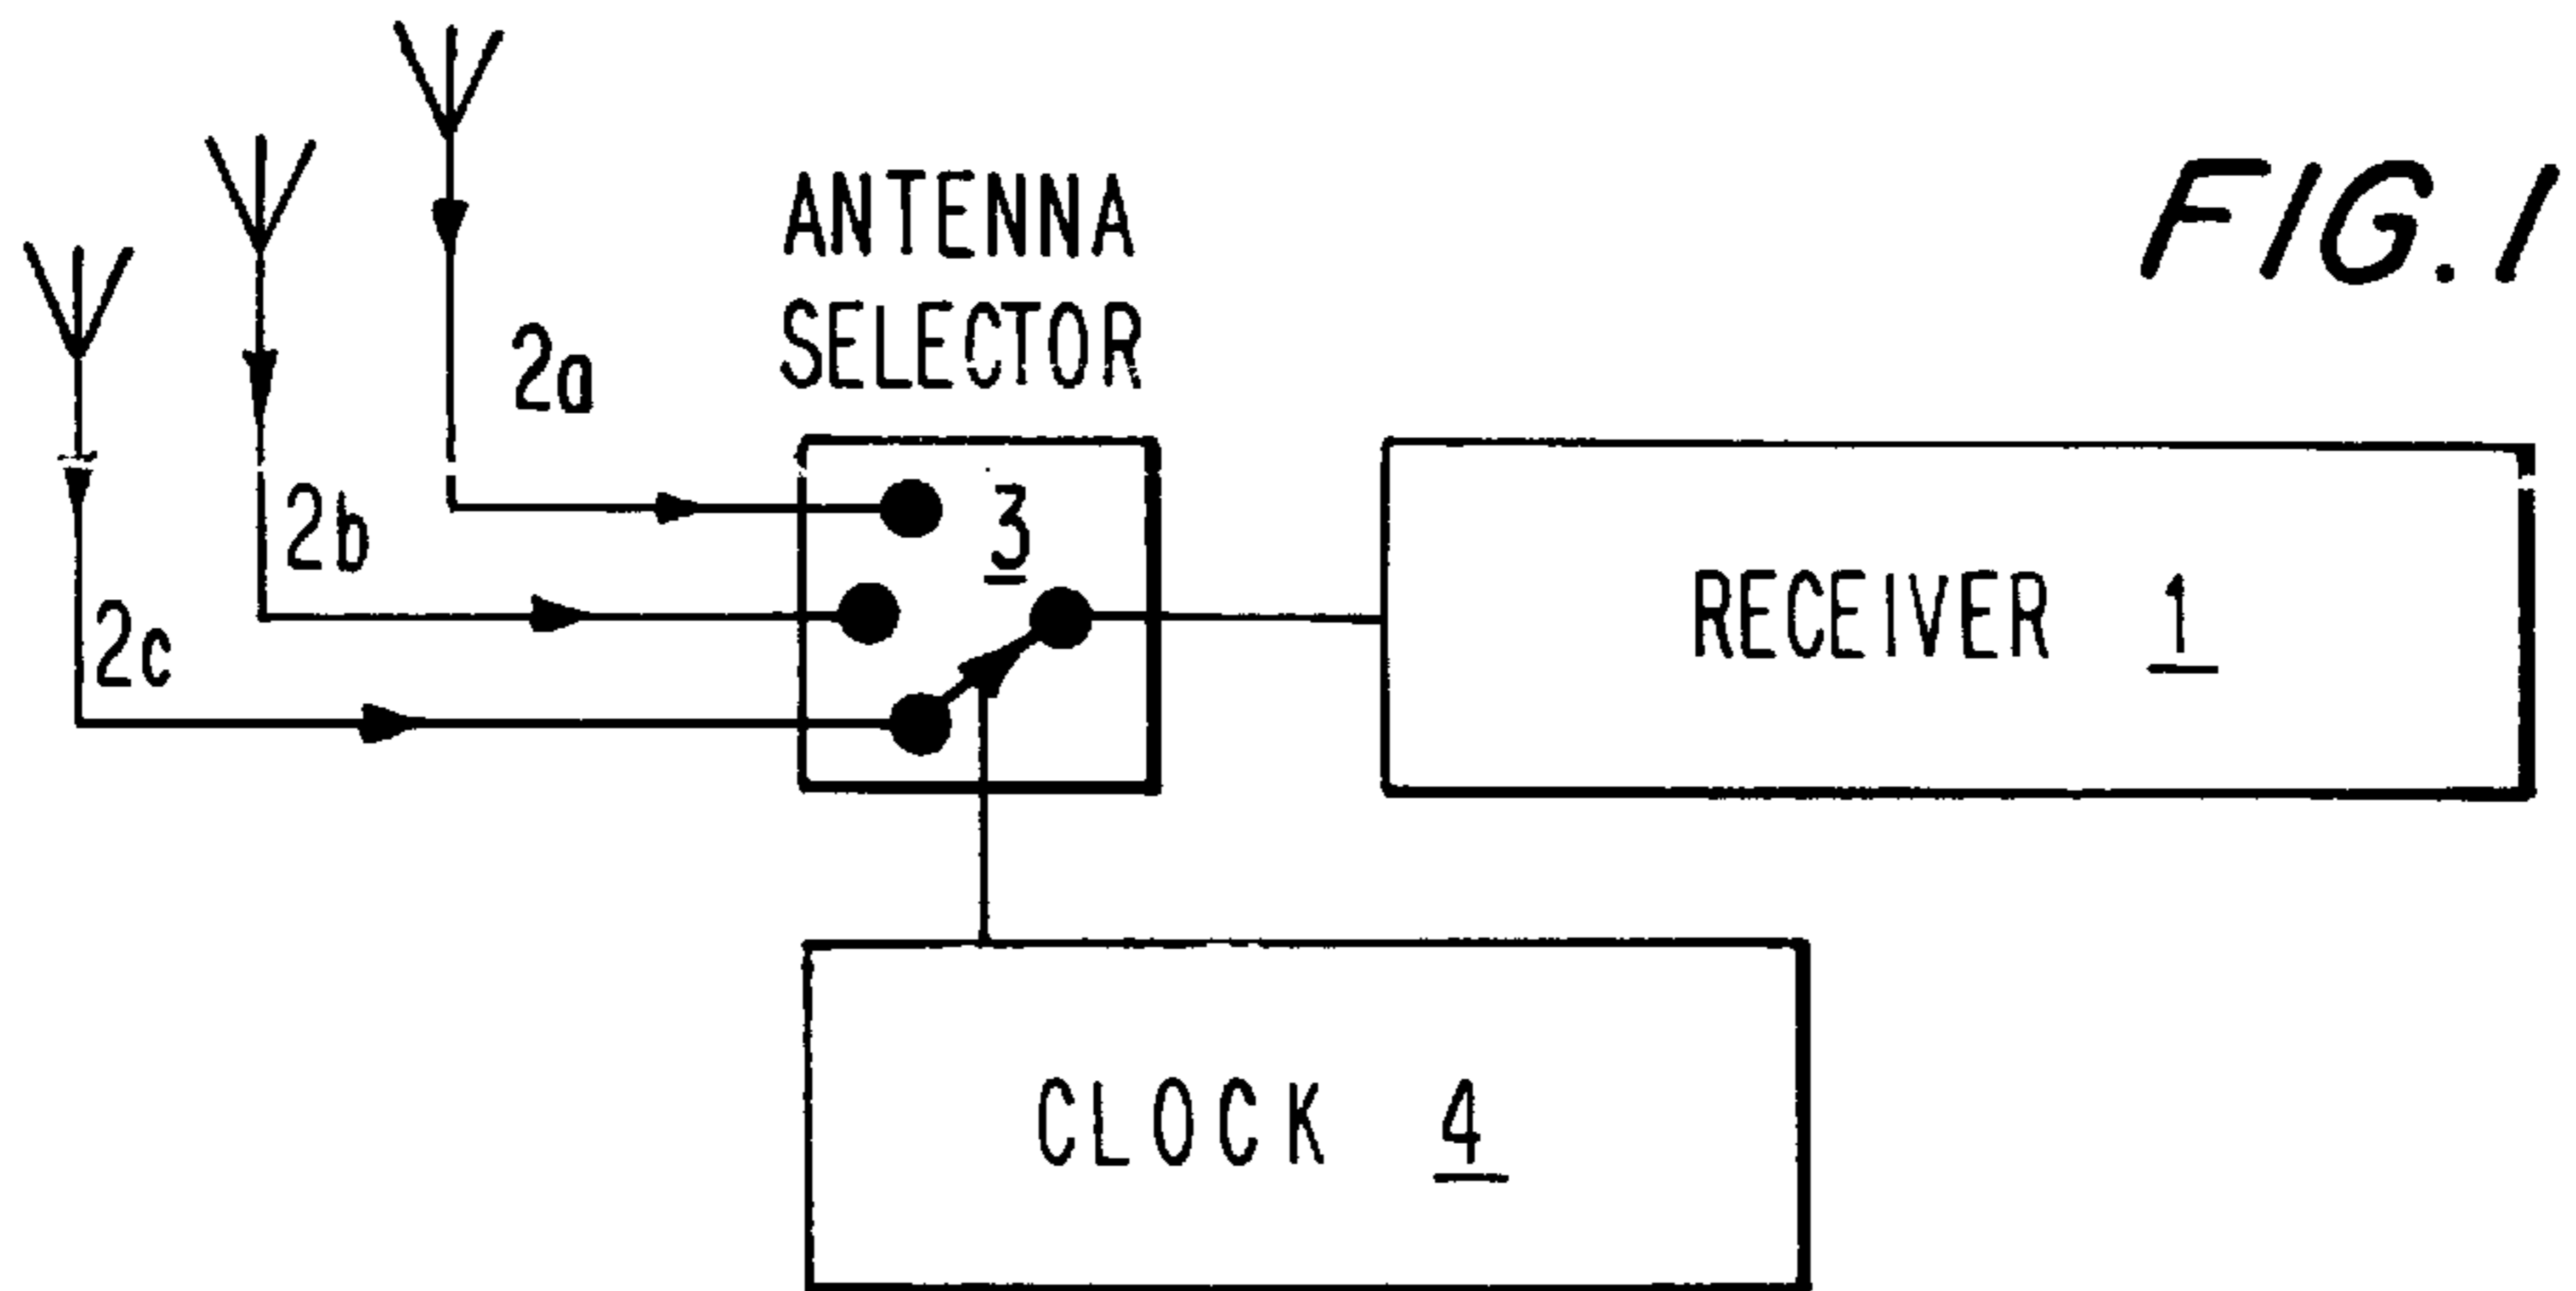 FIG. 1
ANTENNA
SELECTOR
2a
2b
2c
3
RECEIVER 1
CLOCK 4